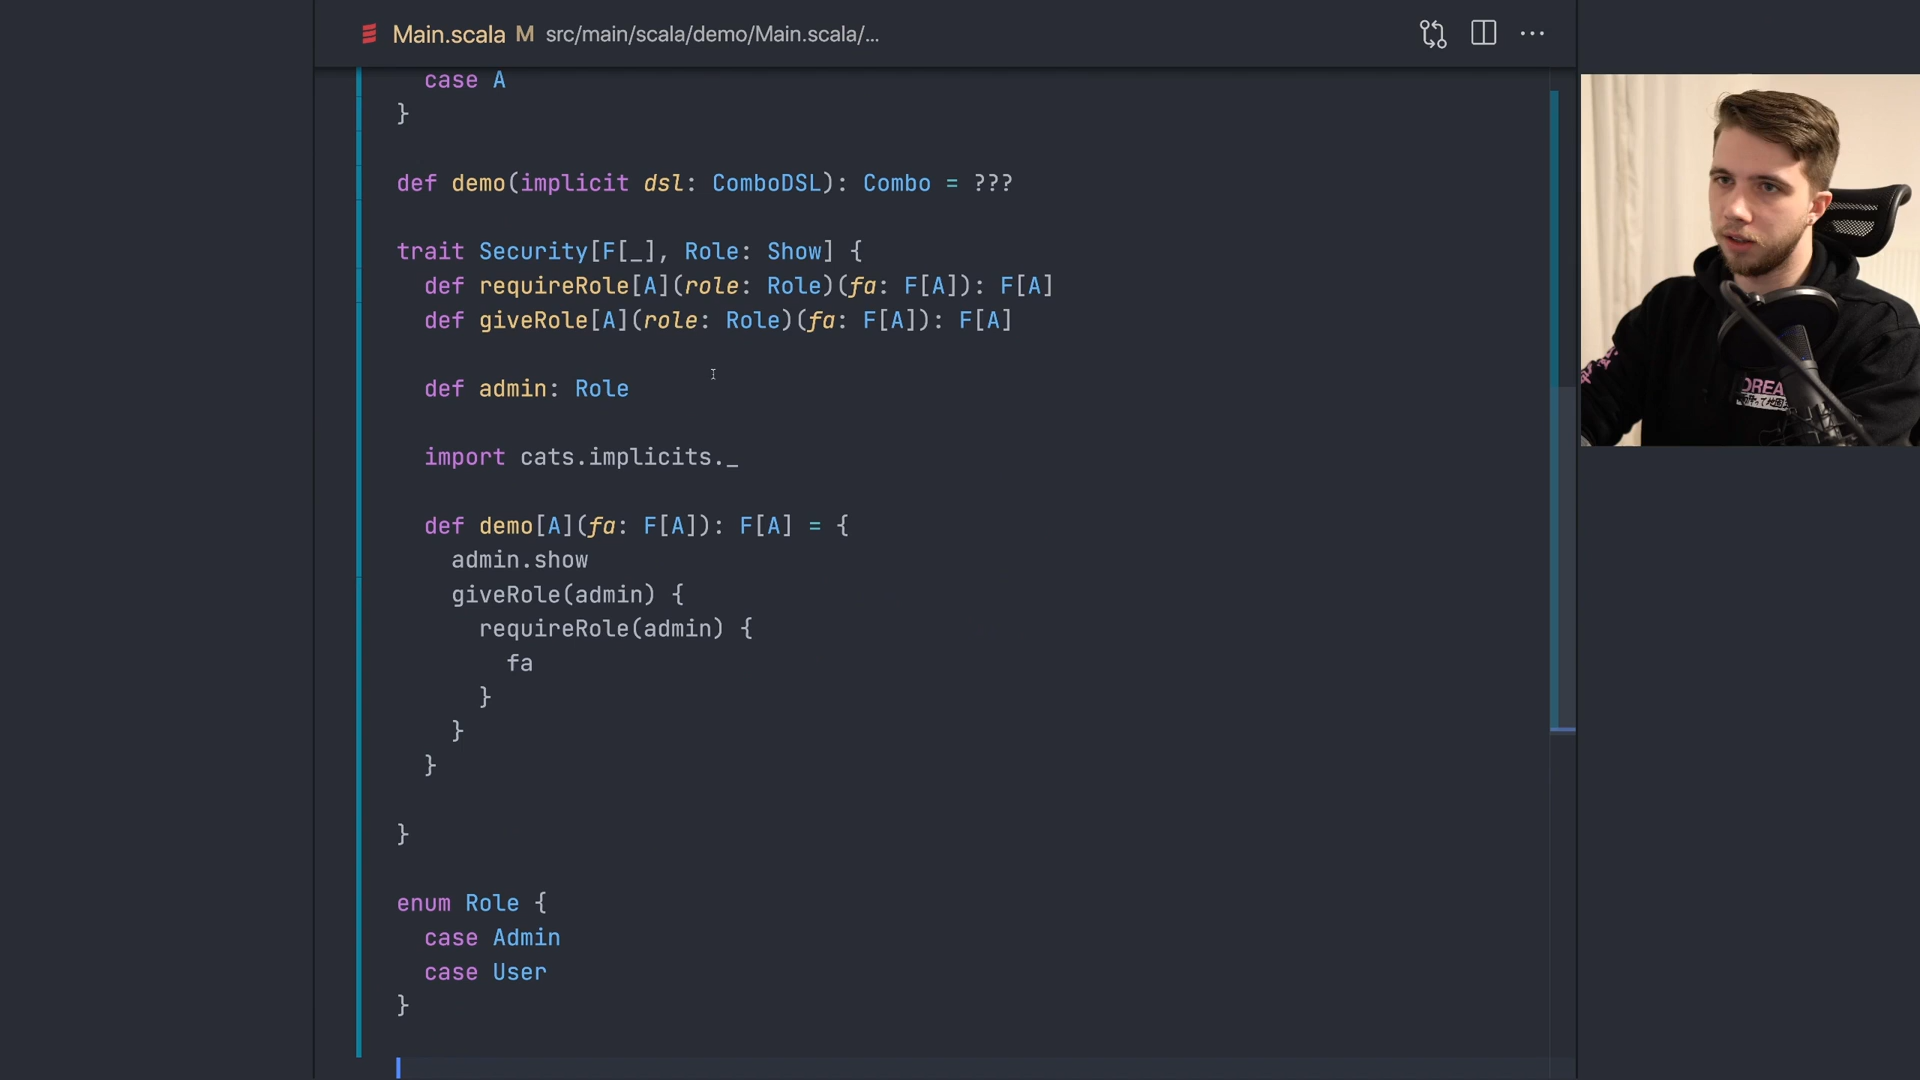 Main.scala M src/main/scala/demo/Main.scala/...
case A
}
def demo(implicit dsl: ComboDSL): Combo = ???
trait Security[F[_], Role: Show] {
def requireRole[A](role: Role)(fa: F[A]): F[A]
def giveRole[A](role: Role)(fa: F[A]): F[A]
def admin: Role
import cats.implicits._
def demo[A](fa: F[A]): F[A] = {
admin.show
giveRole(admin) {
requireRole(admin) {
fa
}
}
}
}
enum Role {
case Admin
case User
}
DREA